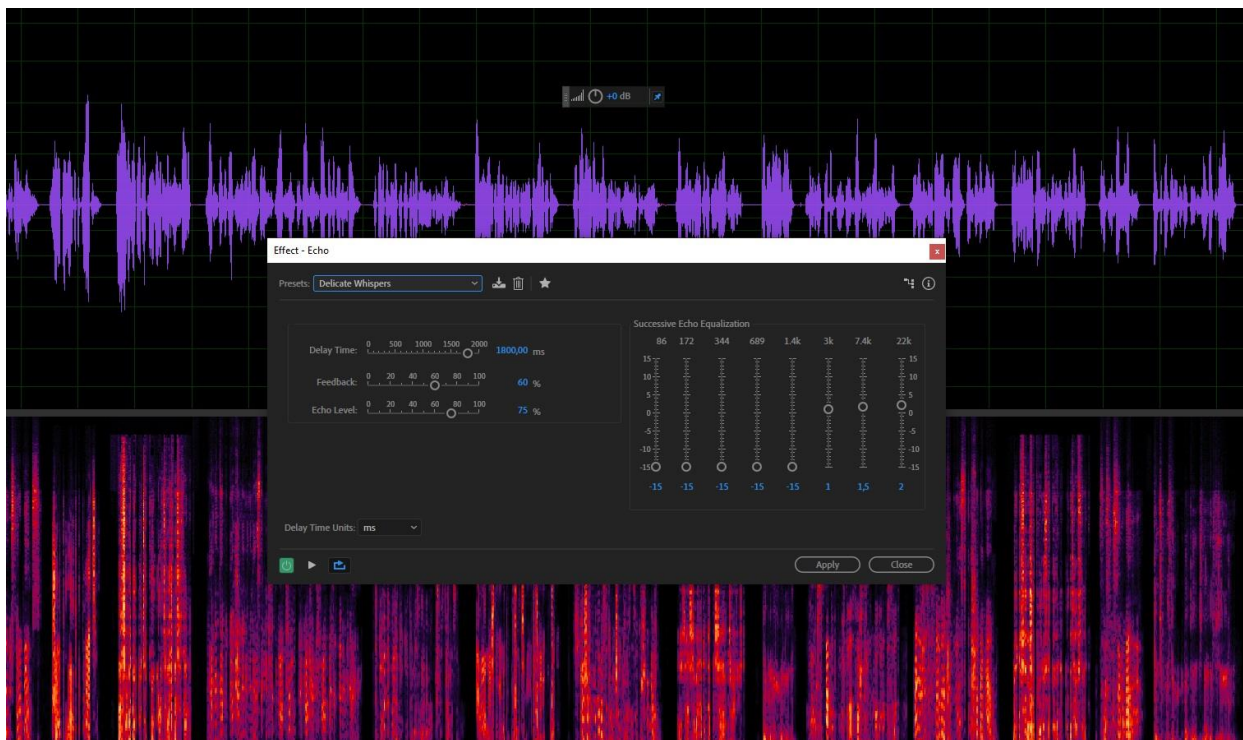 +0 dB
Effect - Echo
x
Presets: Delicate Whispers
Successive Echo Equalization
86 172 344 689 1.4k 3k 7.4k 22k
Delay Time: 0 500 1000 1500 2000 1800,00 ms
Feedback: 0 20 40 60 80 100 60 %
Echo Level: 0 20 40 60 80 100 75 %
15 15
10 10
5 5
0 0
-5 -5
-10 -10
-15 -15
-15 -15 -15 -15 -15 1 1,5 2
Delay Time Units: ms
Apply Close